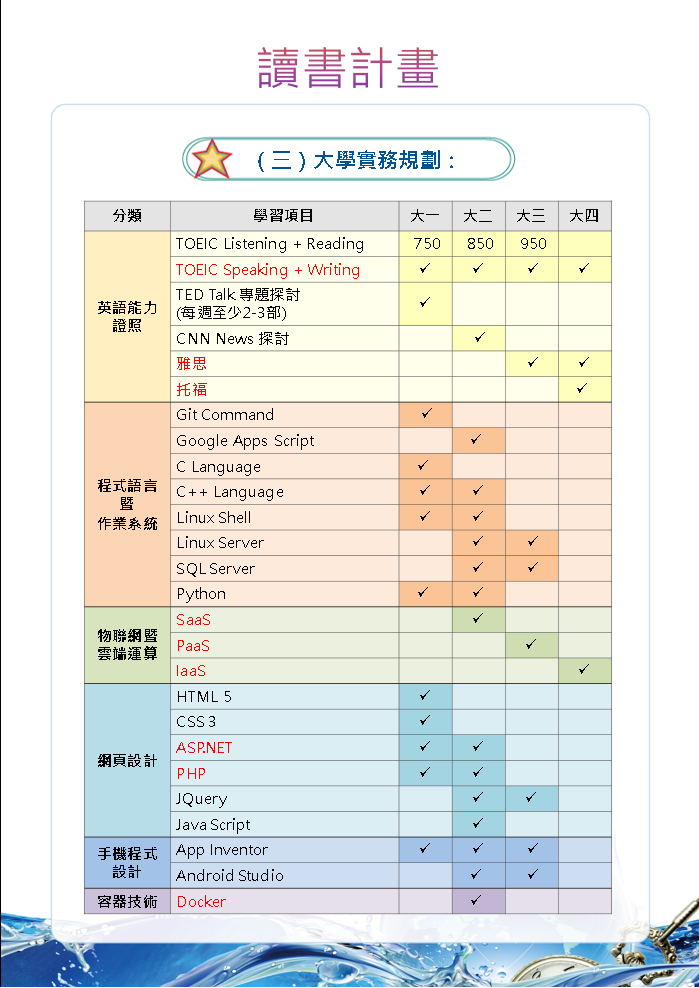 讀書計畫
（三）大學實務規劃：
分類 學習項目 大一 大二 大三 大四
英語能力
證照
TOEIC Listening + Reading 750 850 950
TOEIC Speaking + Writing ✓ ✓ ✓ ✓
TED Talk 專題探討
(每週至少2-3部) ✓
CNN News 探討 ✓
雅思 ✓ ✓
托福 ✓
程式語言
暨
作業系統
Git Command ✓
Google Apps Script ✓
C Language ✓
C++ Language ✓ ✓
Linux Shell ✓ ✓
Linux Server ✓ ✓
SQL Server ✓ ✓
Python ✓ ✓
物聯網暨
雲端運算
SaaS ✓
PaaS ✓
IaaS ✓
網頁設計
HTML 5 ✓
CSS 3 ✓
ASP.NET ✓ ✓
PHP ✓ ✓
JQuery ✓ ✓
Java Script ✓
手機程式
設計
App Inventor ✓ ✓ ✓
Android Studio ✓ ✓
容器技術 Docker ✓